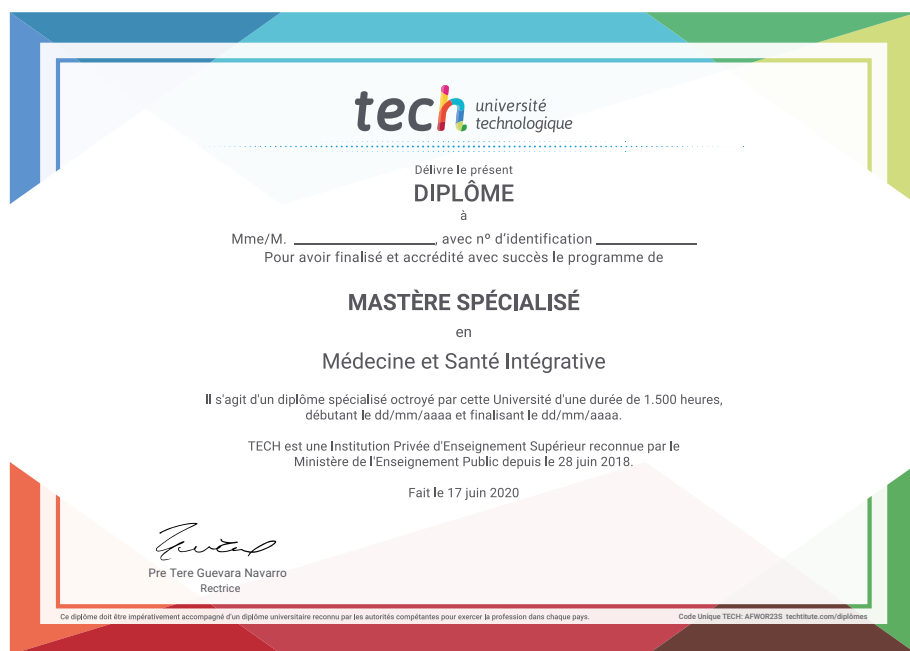 tech université
technologique
Délivre le présent
DIPLÔME
à
Mme/M. ____________________, avec nº d'identification ______________
Pour avoir finalisé et accrédité avec succès le programme de
MASTÈRE SPÉCIALISÉ
en
Médecine et Santé Intégrative
Il s'agit d'un diplôme spécialisé octroyé par cette Université d'une durée de 1.500 heures,
débutant le dd/mm/aaaa et finalisant le dd/mm/aaaa.
TECH est une Institution Privée d'Enseignement Supérieur reconnue par le
Ministère de l'Enseignement Public depuis le 28 juin 2018.
Fait le 17 juin 2020
Pre Tere Guevara Navarro
Rectrice
Ce diplôme doit être impérativement accompagné d'un diplôme universitaire reconnu par les autorités compétantes pour exercer la profession dans chaque pays.
Code Unique TECH: AFWOR23S techtitute.com/diplômes